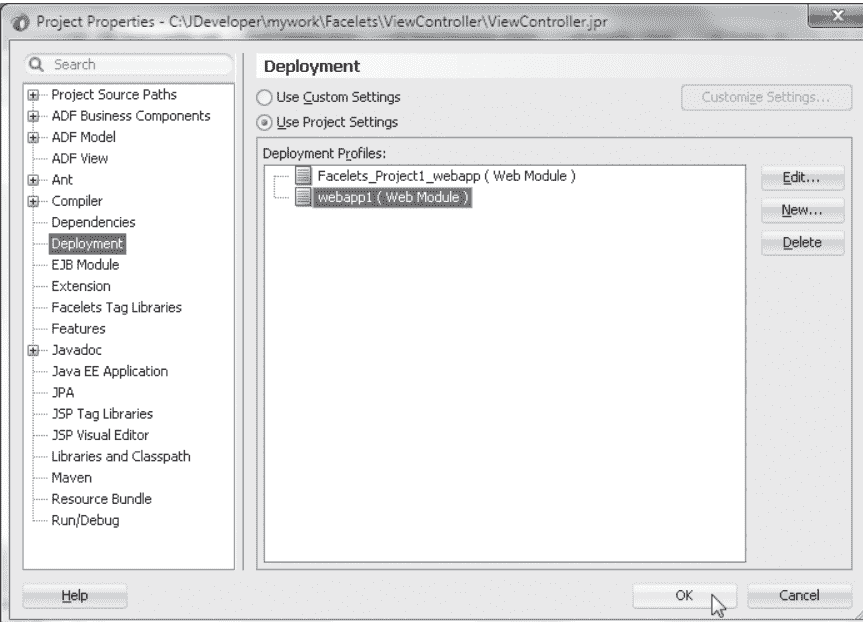 Project Properties - C:\JDeveloper\mywork\Facelets\ViewController\ViewController.jpr
Search
Project Source Paths
ADF Business Components
ADF Model
ADF View
Ant
Compiler
Dependencies
Deployment
EJB Module
Extension
Facelets Tag Libraries
Features
Javadoc
Java EE Application
JPA
JSP Tag Libraries
JSP Visual Editor
Libraries and Classpath
Maven
Resource Bundle
Run/Debug
Deployment
Use Custom Settings
Customize Settings...
Use Project Settings
Deployment Profiles:
Facelets_Project1_webapp ( Web Module )
webapp1 ( Web Module )
Edit...
New...
Delete
Help
OK
Cancel